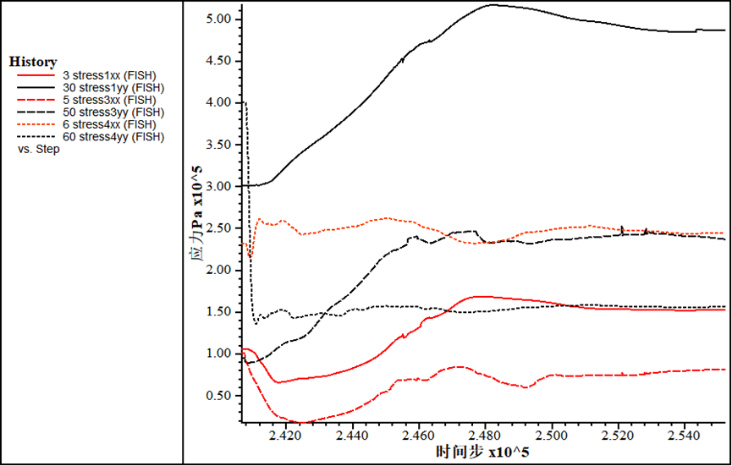 History
3 stress1xx (FISH)
30 stress1yy (FISH)
5 stress3xx (FISH)
50 stress3yy (FISH)
6 stress4xx (FISH)
60 stress4yy (FISH)
vs. Step
应力Pa x10^5
5.00
4.50
4.00
3.50
3.00
2.50
2.00
1.50
1.00
0.50
2.420
2.440
2.460
2.480
2.500
2.520
2.540
时间步 x10^5